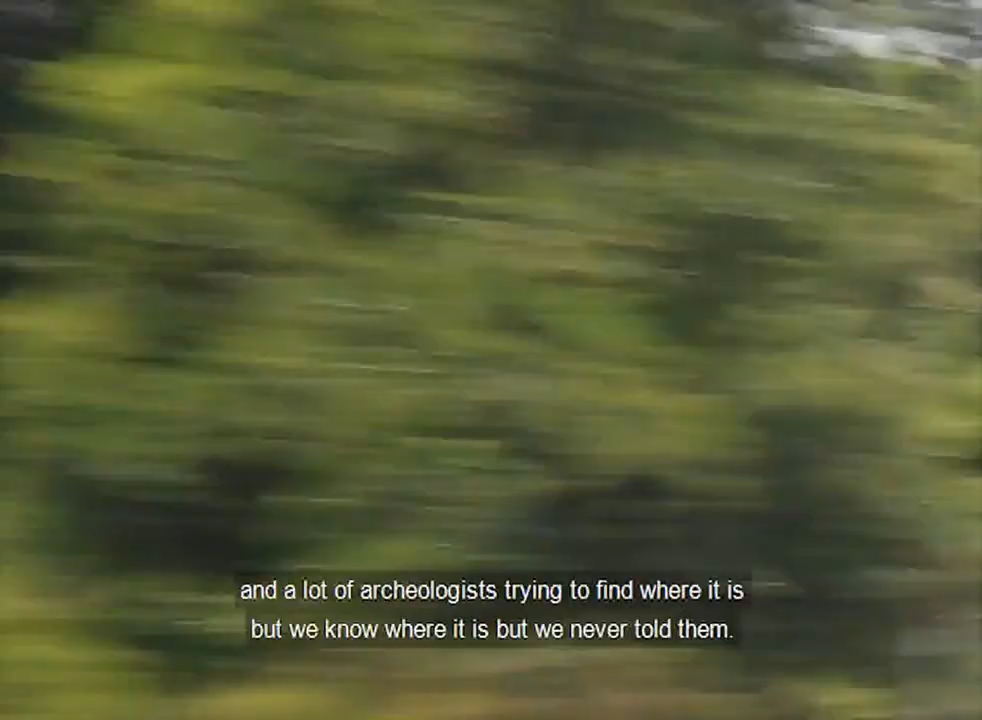 and a lot of archeologists trying to find where it is
but we know where it is but we never told them.